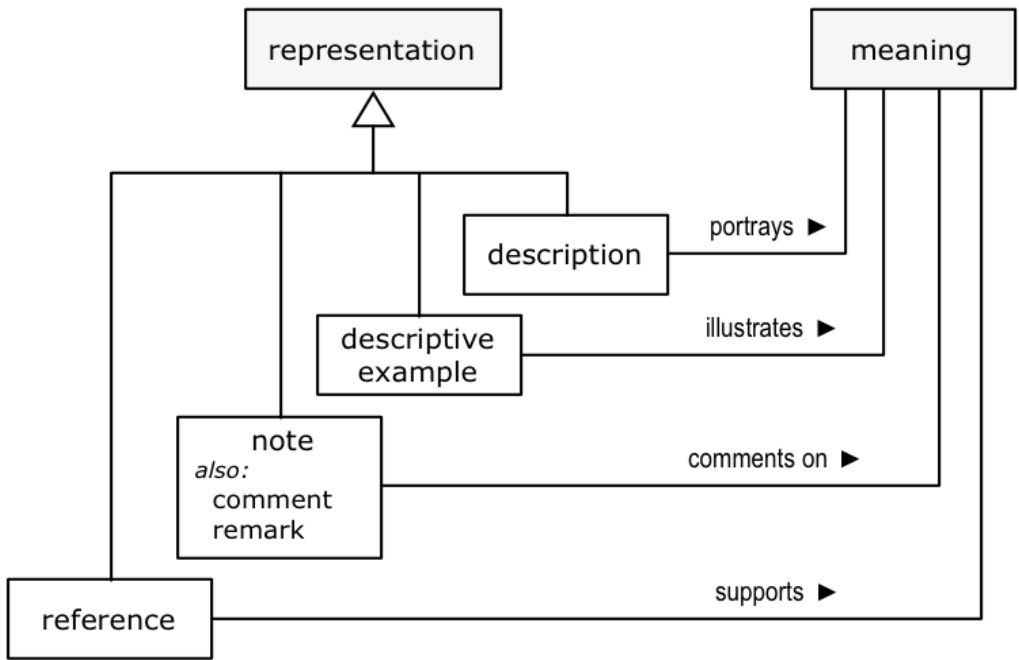 representation
meaning
portrays ►
description
illustrates ►
descriptive
example
note
also:
comment
remark
comments on ►
supports ►
reference